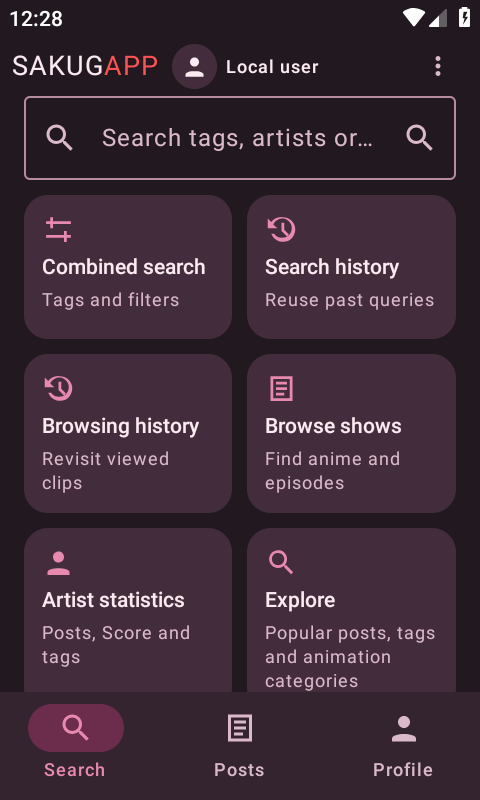 12:28
SAKUGAPP
Local user
Search tags, artists or...
Combined search
Tags and filters
Search history
Reuse past queries
Browsing history
Revisit viewed
clips
Browse shows
Find anime and
episodes
Artist statistics
Posts, Score and
tags
Explore
Popular posts, tags
and animation
categories
Search
Posts
Profile